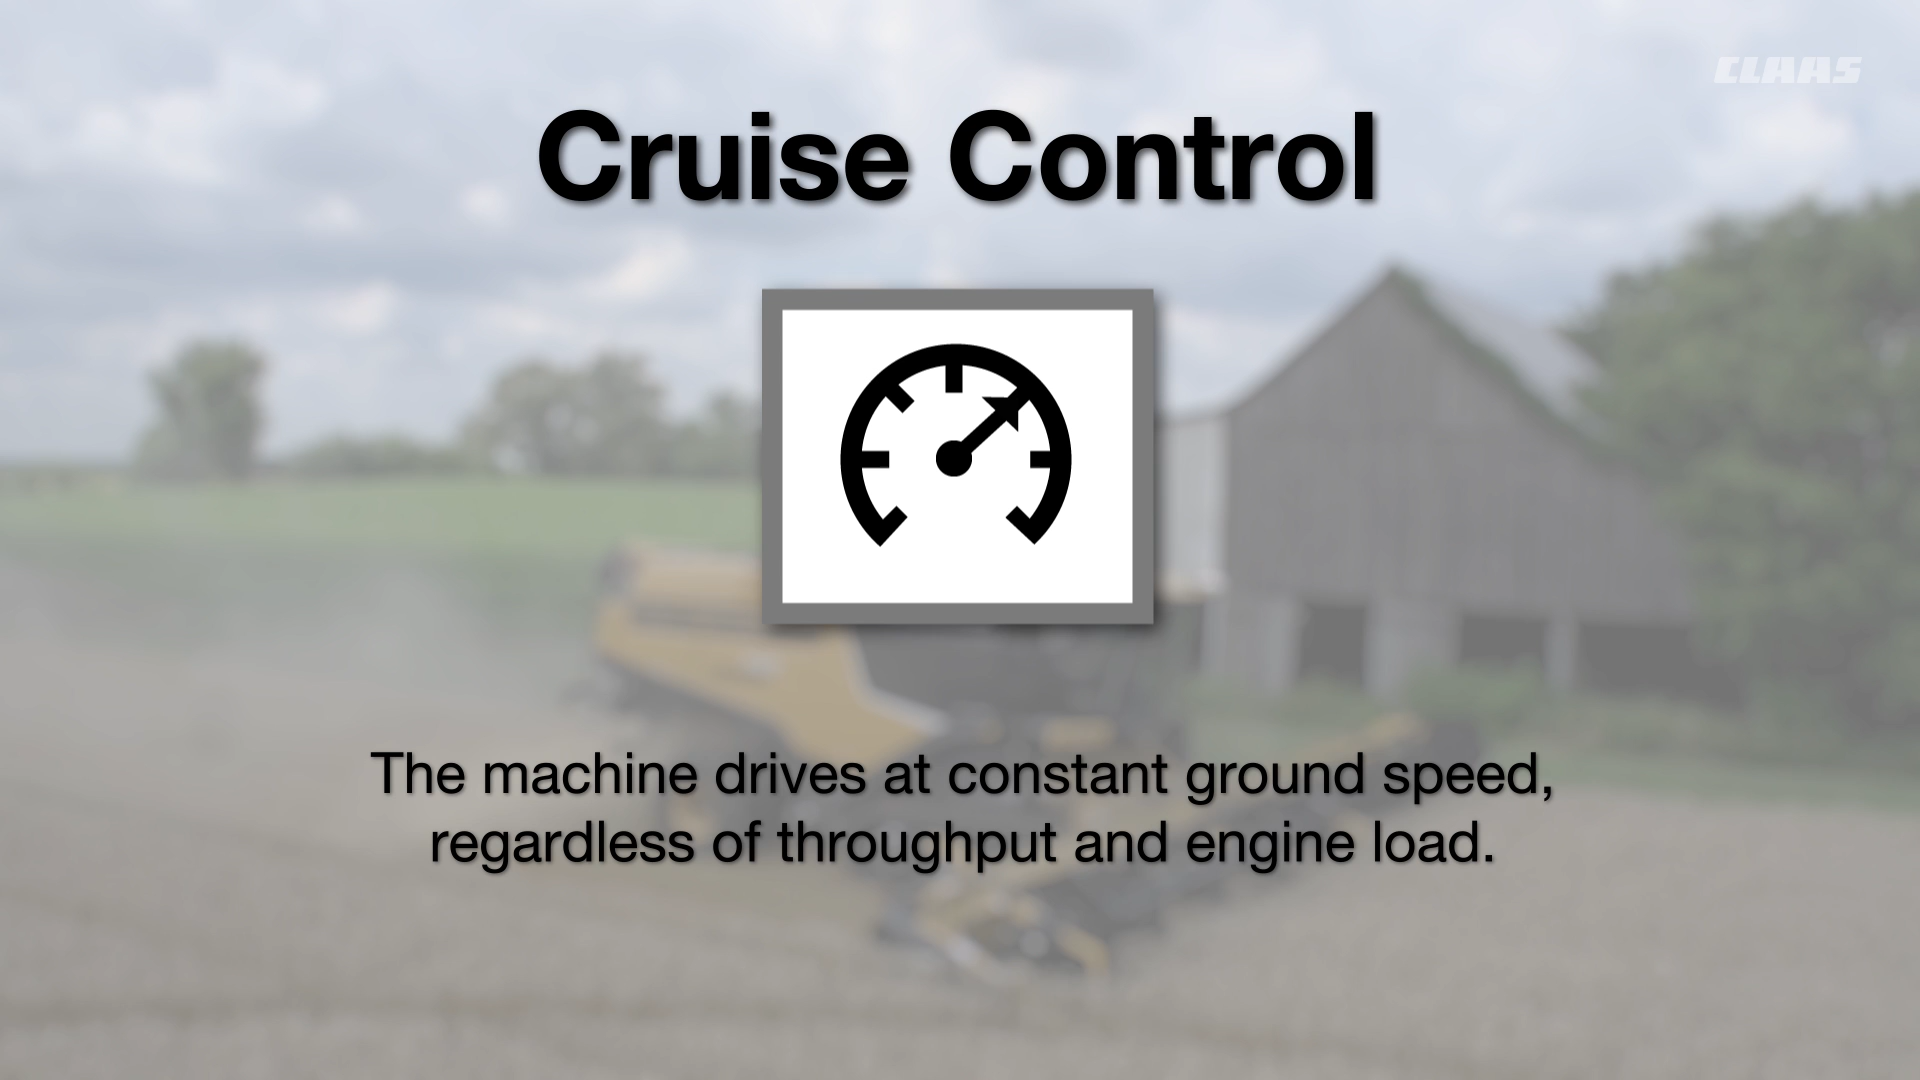 CLAAS
Cruise Control
The machine drives at constant ground speed,
regardless of throughput and engine load.